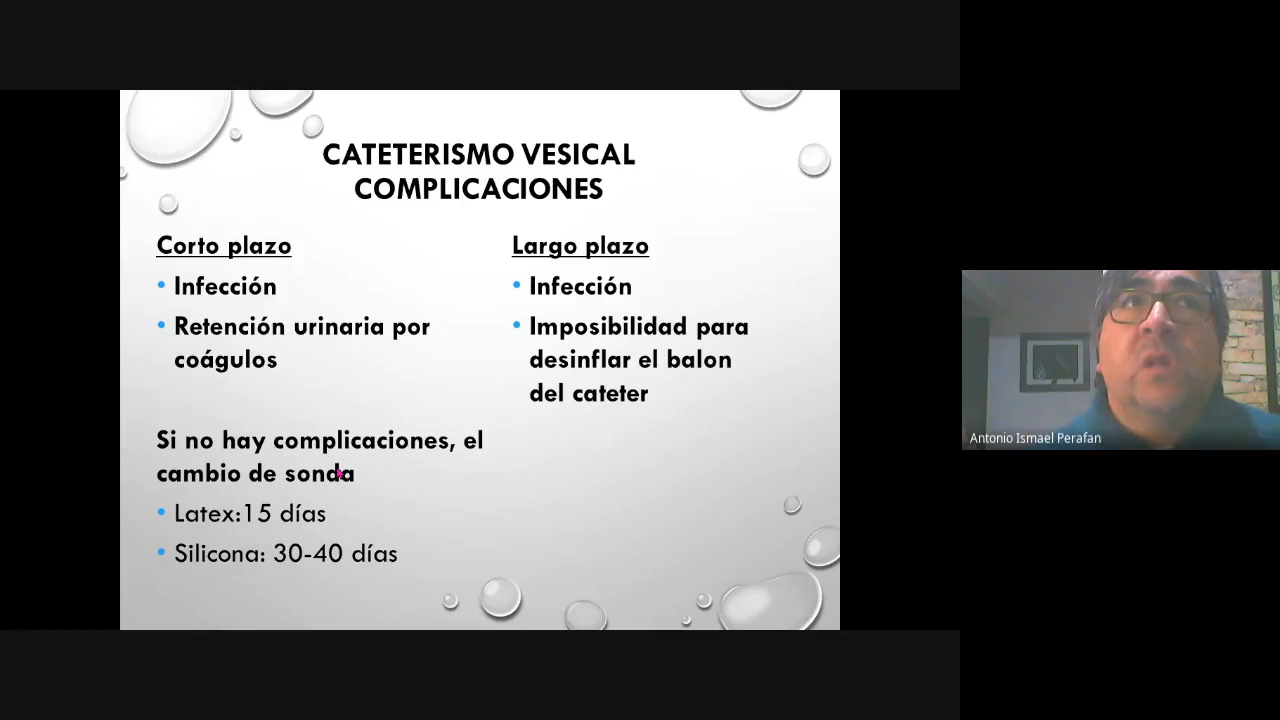 CATETERISMO VESICAL
COMPLICACIONES
Corto plazo
• Infección
• Retención urinaria por
coágulos
Si no hay complicaciones, el
cambio de sonda
• Latex:15 días
• Silicona: 30-40 días
Largo plazo
• Infección
• Imposibilidad para
desinflar el balon
del cateter
Antonio Ismael Perafan